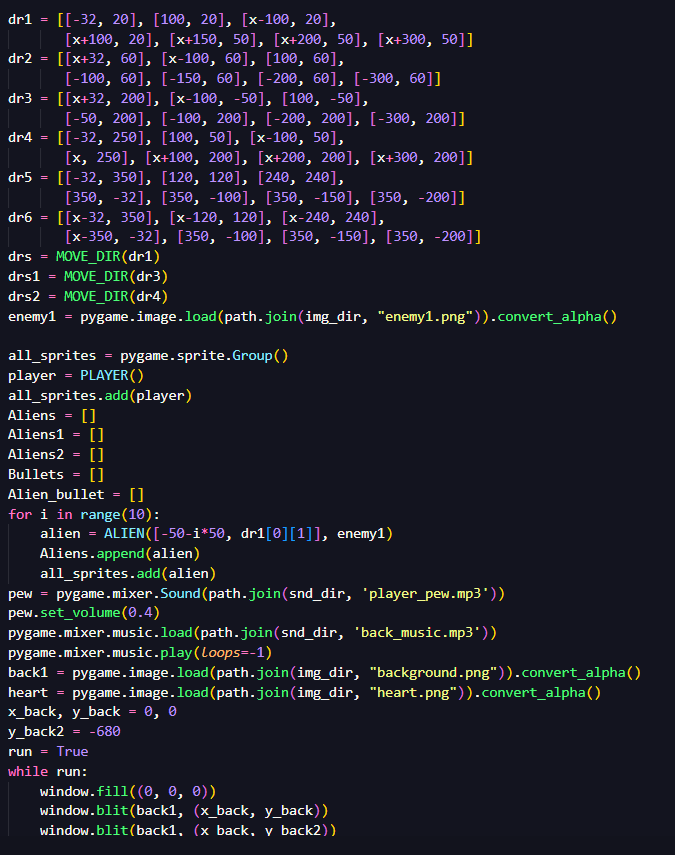 dr1 = [[-32, 20], [100, 20], [x-100, 20],
       [x+100, 20], [x+150, 50], [x+200, 50], [x+300, 50]]
dr2 = [[x+32, 60], [x-100, 60], [100, 60],
       [-100, 60], [-150, 60], [-200, 60], [-300, 60]]
dr3 = [[x+32, 200], [x-100, -50], [100, -50],
       [-50, 200], [-100, 200], [-200, 200], [-300, 200]]
dr4 = [[-32, 250], [100, 50], [x-100, 50],
       [x, 250], [x+100, 200], [x+200, 200], [x+300, 200]]
dr5 = [[-32, 350], [120, 120], [240, 240],
       [350, -32], [350, -100], [350, -150], [350, -200]]
dr6 = [[x-32, 350], [x-120, 120], [x-240, 240],
       [x-350, -32], [350, -100], [350, -150], [350, -200]]
drs = MOVE_DIR(dr1)
drs1 = MOVE_DIR(dr3)
drs2 = MOVE_DIR(dr4)
enemy1 = pygame.image.load(path.join(img_dir, "enemy1.png")).convert_alpha()

all_sprites = pygame.sprite.Group()
player = PLAYER()
all_sprites.add(player)
Aliens = []
Aliens1 = []
Aliens2 = []
Bullets = []
Alien_bullet = []
for i in range(10):
    alien = ALIEN([-50-i*50, dr1[0][1]], enemy1)
    Aliens.append(alien)
    all_sprites.add(alien)
pew = pygame.mixer.Sound(path.join(snd_dir, 'player_pew.mp3'))
pew.set_volume(0.4)
pygame.mixer.music.load(path.join(snd_dir, 'back_music.mp3'))
pygame.mixer.music.play(loops=-1)
back1 = pygame.image.load(path.join(img_dir, "background.png")).convert_alpha()
heart = pygame.image.load(path.join(img_dir, "heart.png")).convert_alpha()
x_back, y_back = 0, 0
y_back2 = -680
run = True
while run:
    window.fill((0, 0, 0))
    window.blit(back1, (x_back, y_back))
    window.blit(back1, (x_back, y_back2))